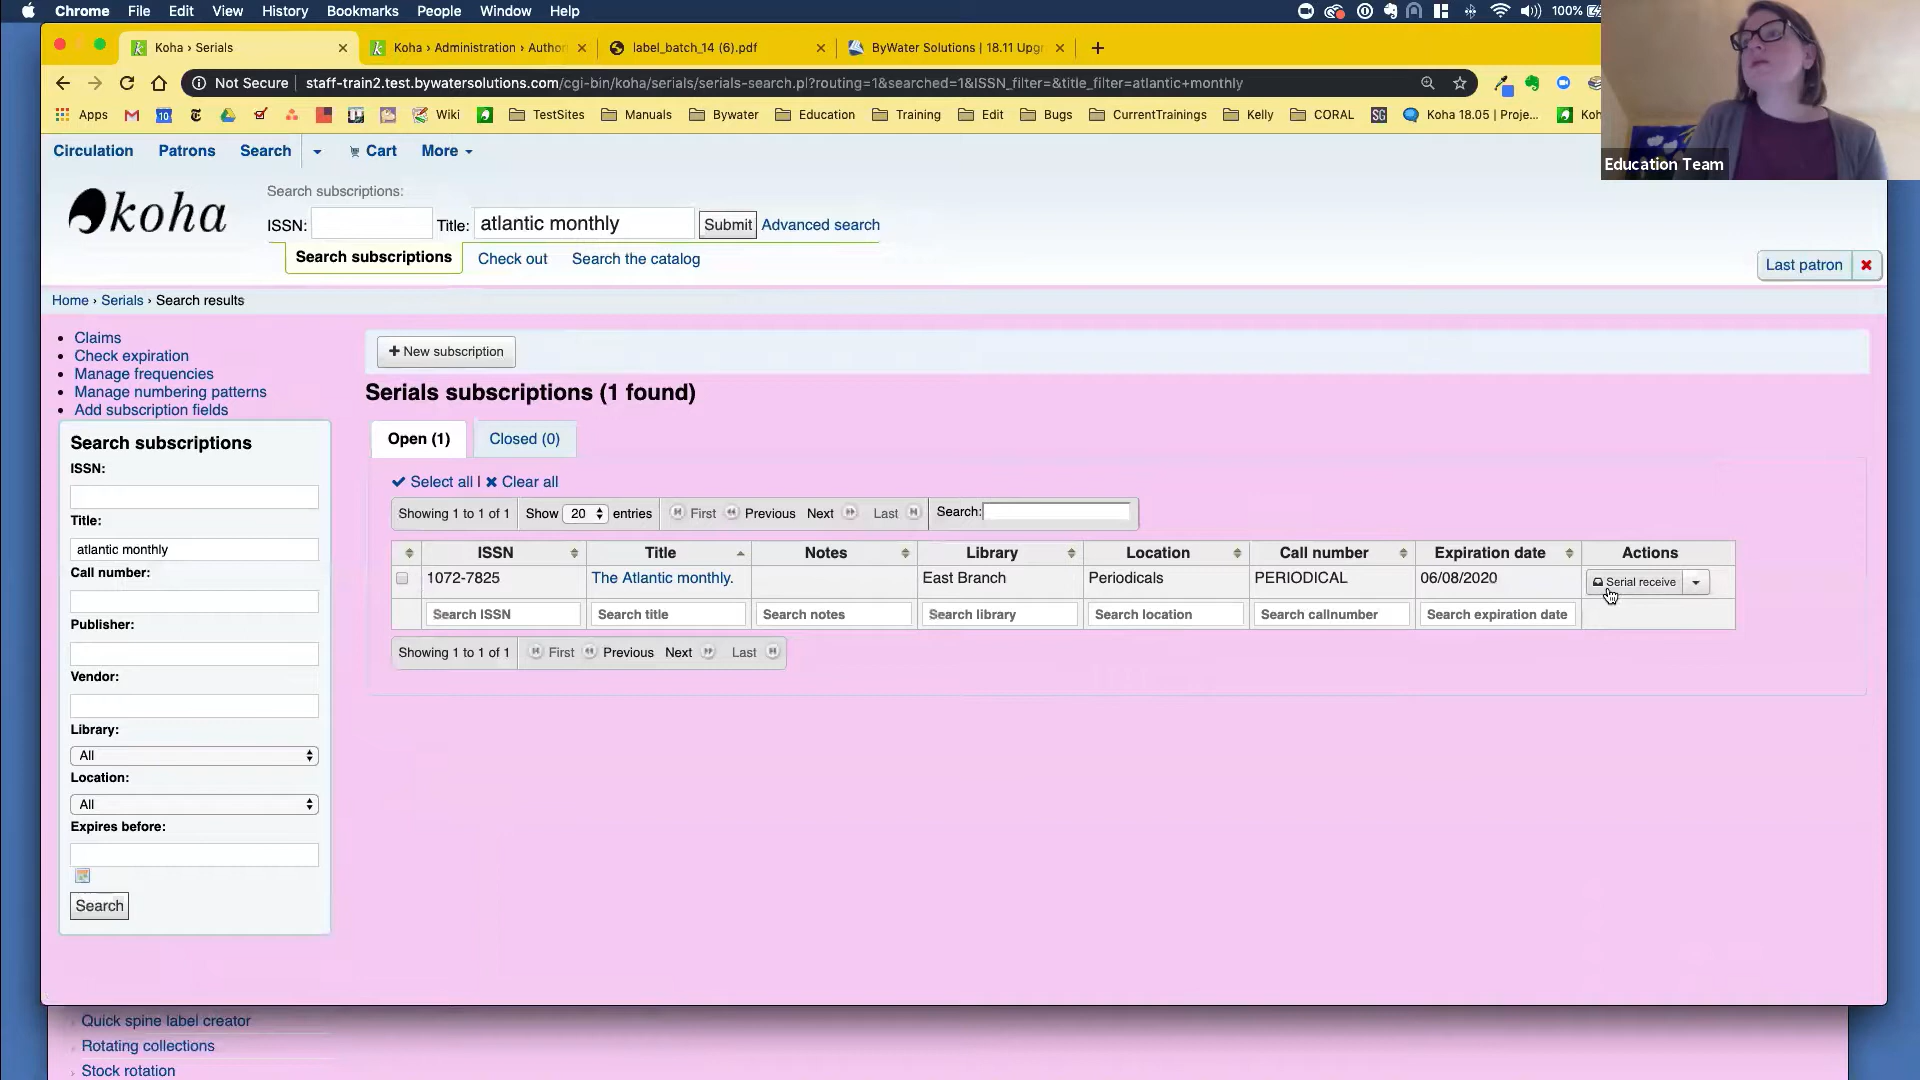 Chrome File Edit View History Bookmarks People Window Help 100%
Koha › Serials
Koha › Administration › Author
label_batch_14 (6).pdf
ByWater Solutions | 18.11 Upgr
Not Secure staff-train2.test.bywatersolutions.com/cgi-bin/koha/serials/serials-search.pl?routing=1&searched=1&ISSN_filter=&title_filter=atlantic+monthly
Apps 10 Wiki TestSites Manuals Bywater Education Training Edit Bugs CurrentTrainings Kelly CORAL SG Koha 18.05 | Proje... Koh
Education Team
Circulation Patrons Search Cart More
koha
Search subscriptions:
ISSN: Title: atlantic monthly Submit Advanced search
Search subscriptions Check out Search the catalog
Last patron
Home › Serials › Search results
Claims
Check expiration
Manage frequencies
Manage numbering patterns
Add subscription fields
Search subscriptions
ISSN:
Title:
atlantic monthly
Call number:
Publisher:
Vendor:
Library:
All
Location:
All
Expires before:
Search
+ New subscription
Serials subscriptions (1 found)
Open (1) Closed (0)
Select all | Clear all
Showing 1 to 1 of 1 Show 20 entries First Previous Next Last Search:
ISSN Title Notes Library Location Call number Expiration date Actions
1072-7825 The Atlantic monthly. East Branch Periodicals PERIODICAL 06/08/2020 Serial receive
Search ISSN Search title Search notes Search library Search location Search callnumber Search expiration date
Showing 1 to 1 of 1 First Previous Next Last
Quick spine label creator
Rotating collections
Stock rotation